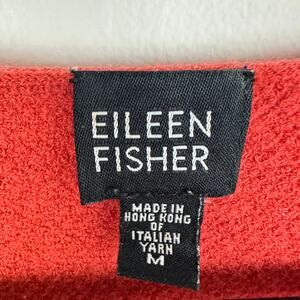 EILEEN
FISHER
MADE IN
HONG KONG
OF
ITALIAN
YARN
M